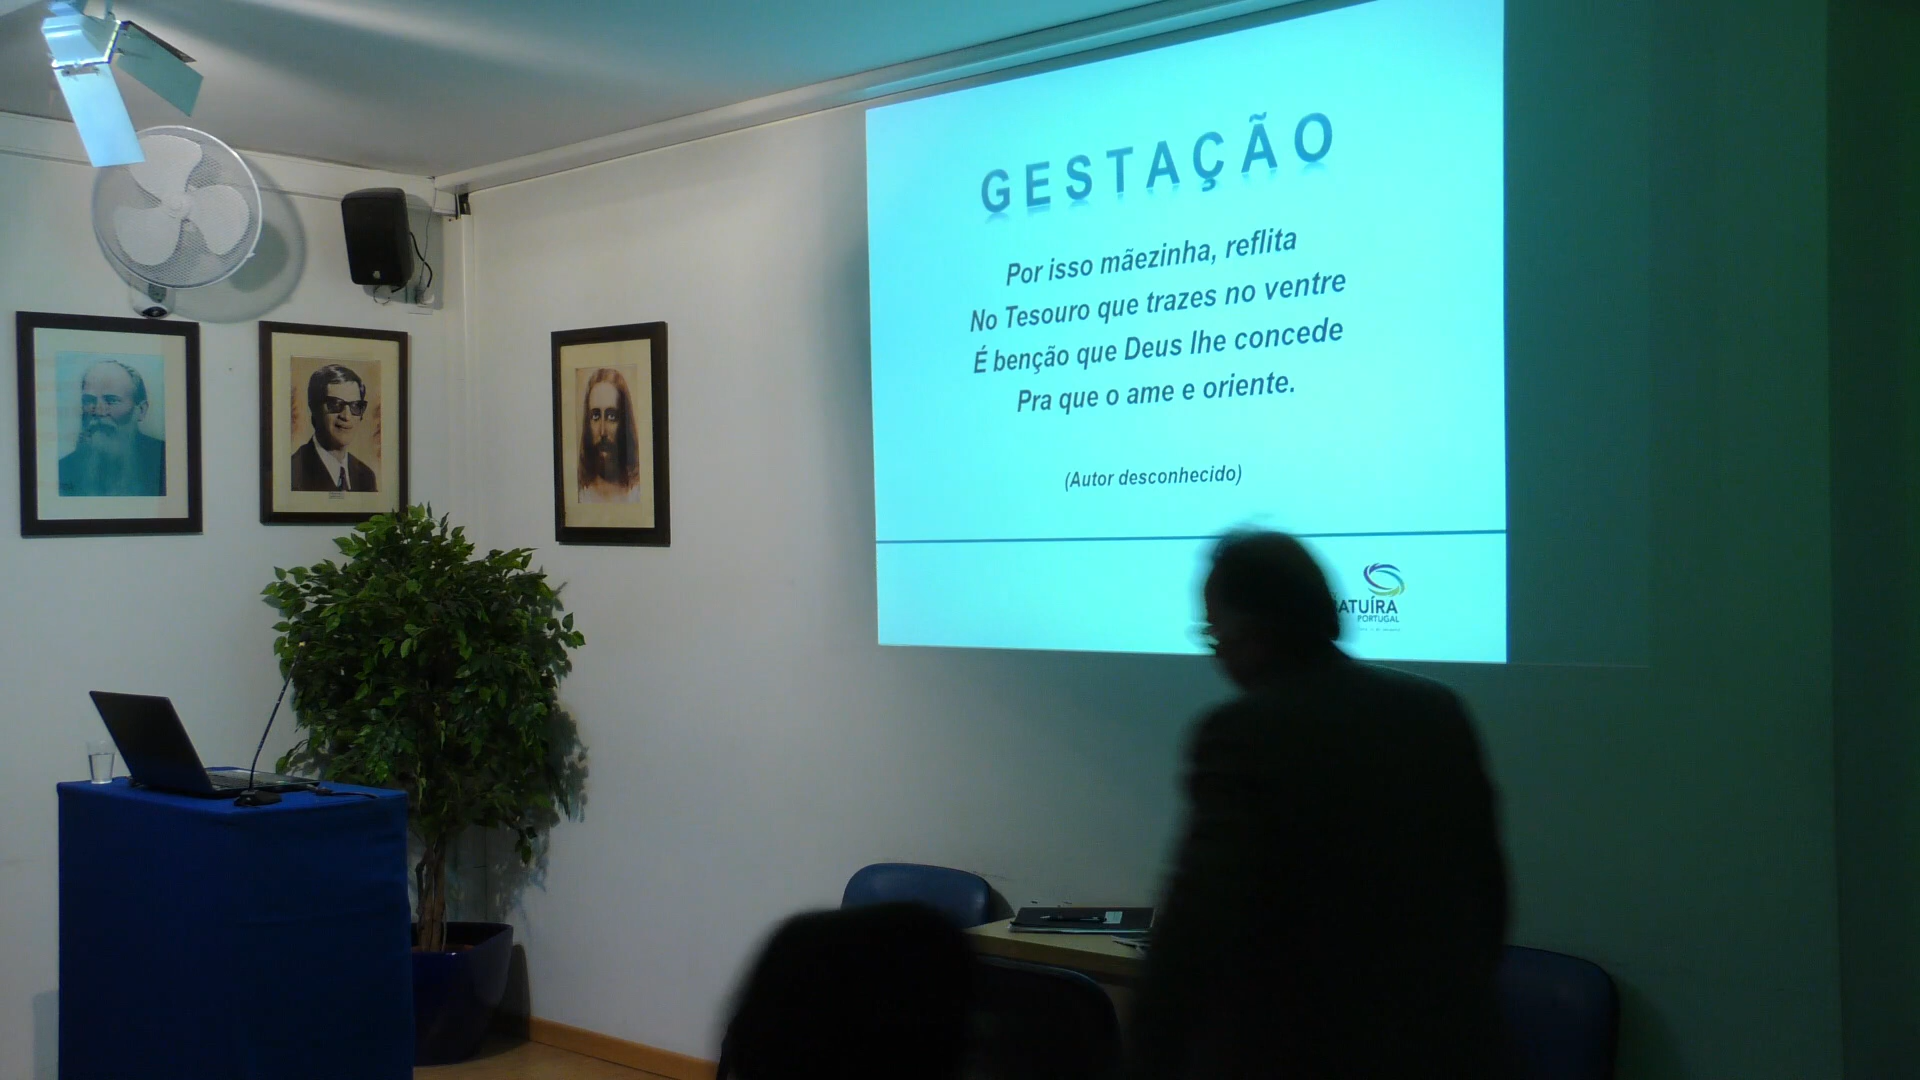 GESTAÇÃO
Por isso mãezinha, reflita
No Tesouro que trazes no ventre
É benção que Deus lhe concede
Pra que o ame e oriente.
(Autor desconhecido)
ATUÍRA
PORTUGAL